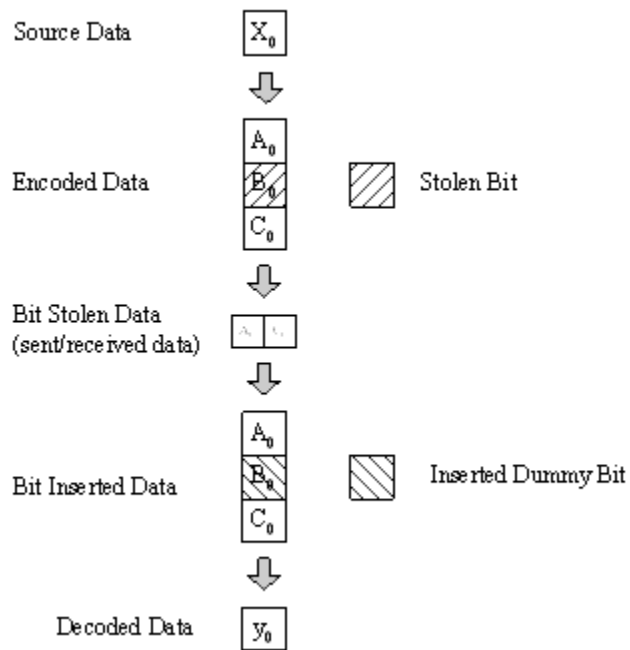 Source Data
X₀
A₀
Encoded Data
B₀
Stolen Bit
C₀
Bit Stolen Data
(sent/received data)
A₀
Bit Inserted Data
B₀
Inserted Dummy Bit
C₀
Decoded Data
y₀